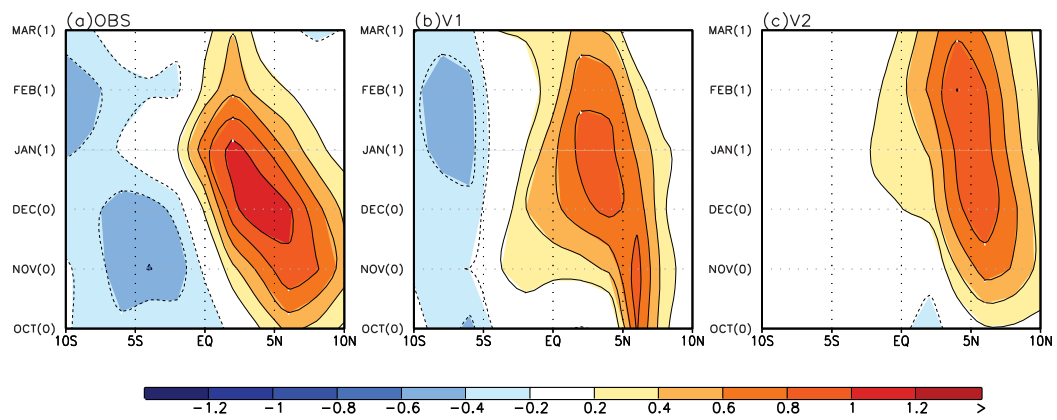 (a)OBS
(b)V1
(c)V2
MAR(1)
FEB(1)
JAN(1)
DEC(0)
NOV(0)
OCT(0)
10S 5S EQ 5N 10N
MAR(1)
FEB(1)
JAN(1)
DEC(0)
NOV(0)
OCT(0)
10S 5S EQ 5N 10N
MAR(1)
FEB(1)
JAN(1)
DEC(0)
NOV(0)
OCT(0)
10S 5S EQ 5N 10N
-1.2 -1 -0.8 -0.6 -0.4 -0.2 0.2 0.4 0.6 0.8 1 1.2 >